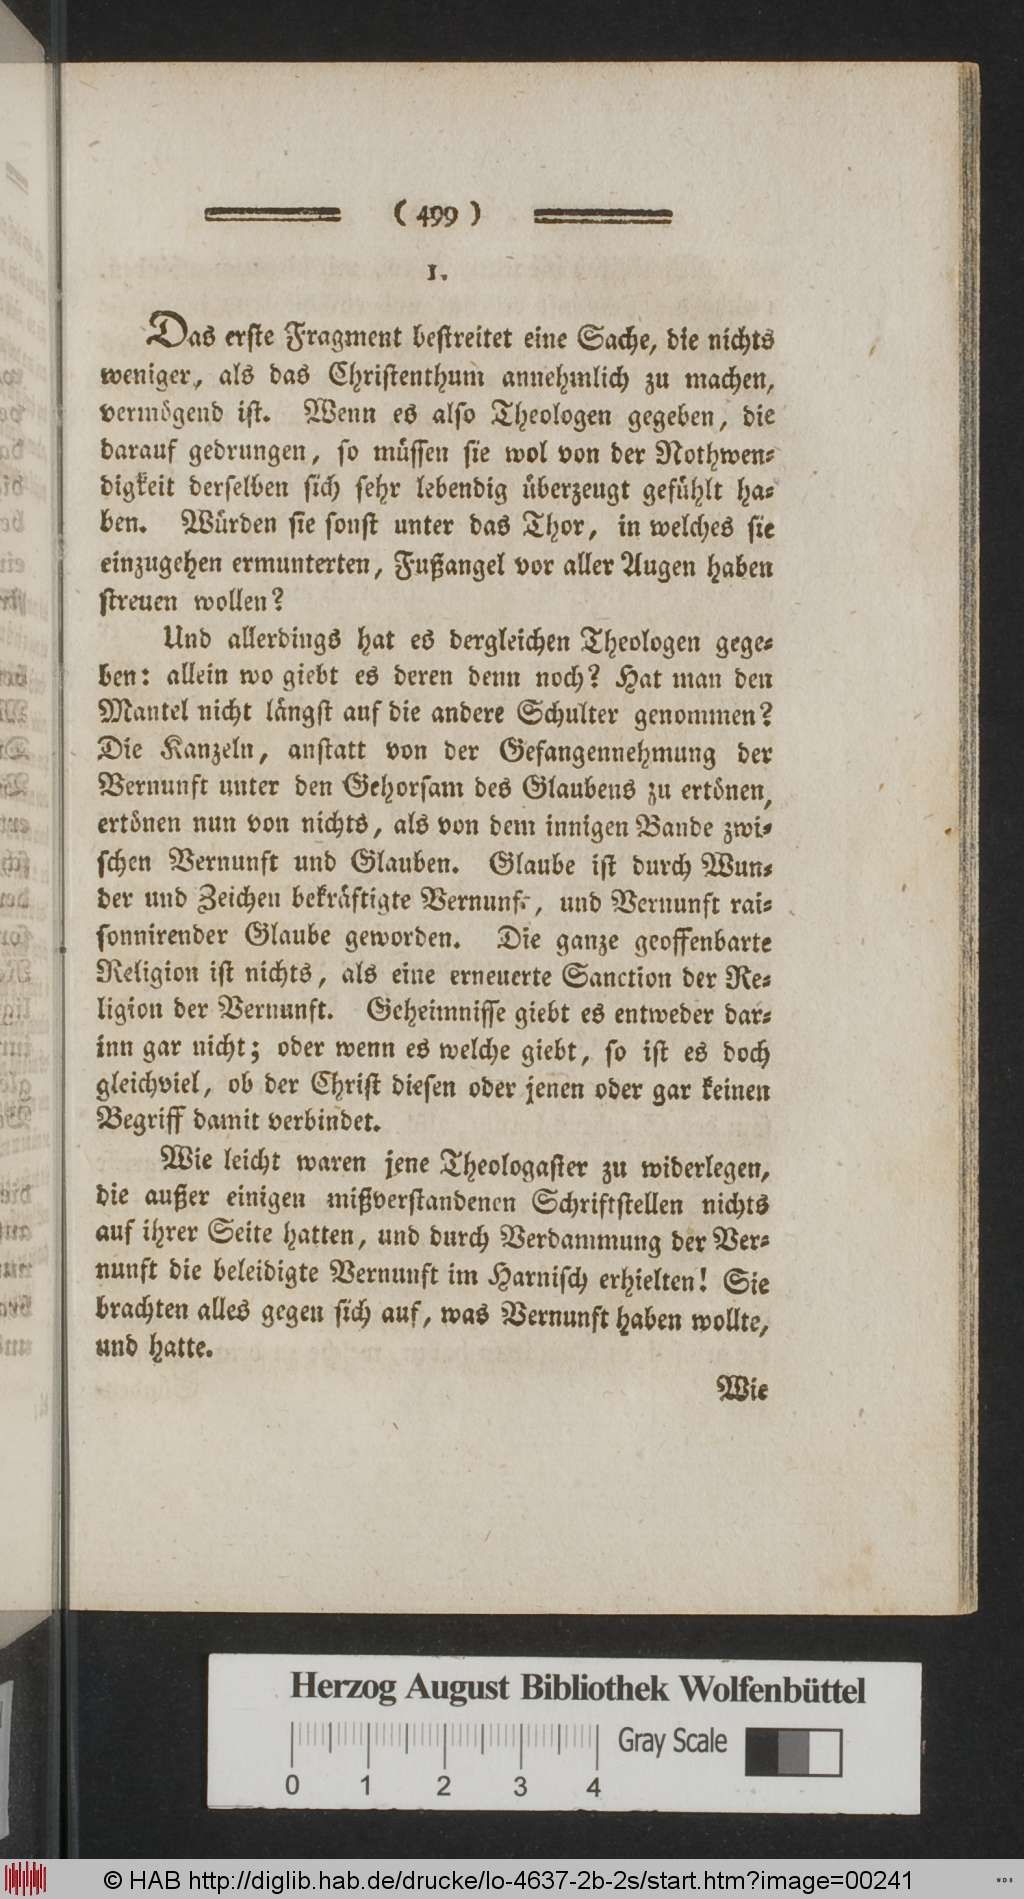 ( 499 )
1.
Das erste Fragment bestreitet eine Sache, die nichts
weniger, als das Christenthum annehmlich zu machen,
vermögend ist. Wenn es also Theologen gegeben, die
darauf gedrungen, so müssen sie wol von der Nothwen-
digkeit derselben sich sehr lebendig überzeugt gefühlt ha-
ben. Würden sie sonst unter das Thor, in welches sie
einzugehen ermunterten, Fußangel vor aller Augen haben
streuen wollen?
Und allerdings hat es dergleichen Theologen gege-
ben: allein wo giebt es deren denn noch? Hat man den
Mantel nicht längst auf die andere Schulter genommen?
Die Kanzeln, anstatt von der Gefangennehmung der
Vernunft unter den Gehorsam des Glaubens zu ertönen,
ertönen nun von nichts, als von dem innigen Bande zwi-
schen Vernunft und Glauben. Glaube ist durch Wun-
der und Zeichen bekräftigte Vernunft, und Vernunft rai-
sonnirender Glaube geworden. Die ganze geoffenbarte
Religion ist nichts, als eine erneuerte Sanction der Re-
ligion der Vernunft. Geheimnisse giebt es entweder dar-
inn gar nicht; oder wenn es welche giebt, so ist es doch
gleichviel, ob der Christ diesen oder jenen oder gar keinen
Begriff damit verbindet.
Wie leicht waren jene Theologaster zu widerlegen,
die außer einigen mißverstandenen Schriftstellen nichts
auf ihrer Seite hatten, und durch Verdammung der Ver-
nunft die beleidigte Vernunft im Harnisch erhielten! Sie
brachten alles gegen sich auf, was Vernunft haben wollte,
und hatte.
Wie
Herzog August Bibliothek Wolfenbüttel
Gray Scale
0 1 2 3 4
© HAB http://diglib.hab.de/drucke/lo-4637-2b-2s/start.htm?image=00241